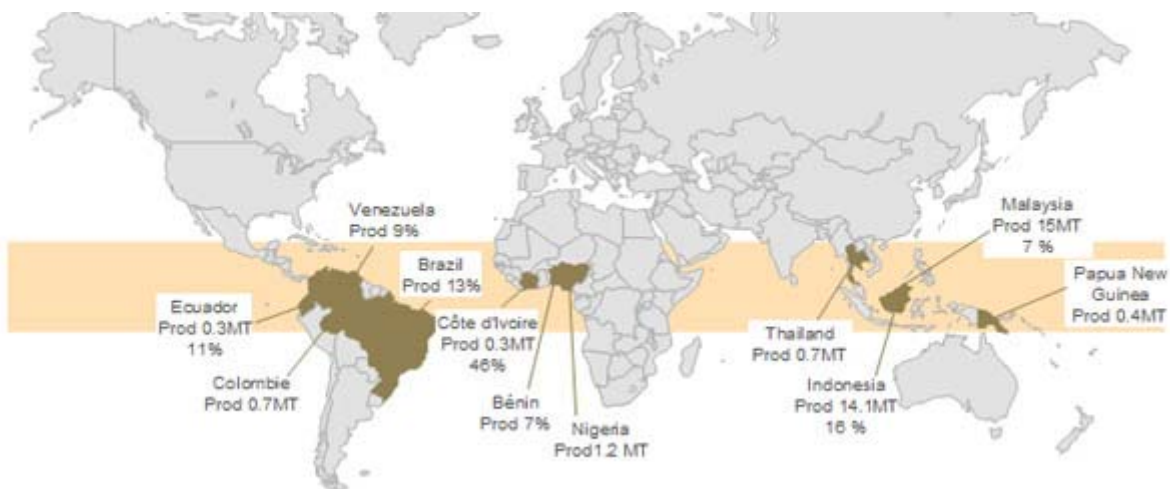 Venezuela
Prod 9%
Brazil
Prod 13%
Ecuador
Prod 0.3MT
11%
Colombie
Prod 0.7MT
Côte d'Ivoire
Prod 0.3MT
46%
Bénin
Prod 7%
Nigeria
Prod1.2 MT
Malaysia
Prod 15MT
7 %
Thailand
Prod 0.7MT
Indonesia
Prod 14.1MT
16 %
Papua New
Guinea
Prod 0.4MT